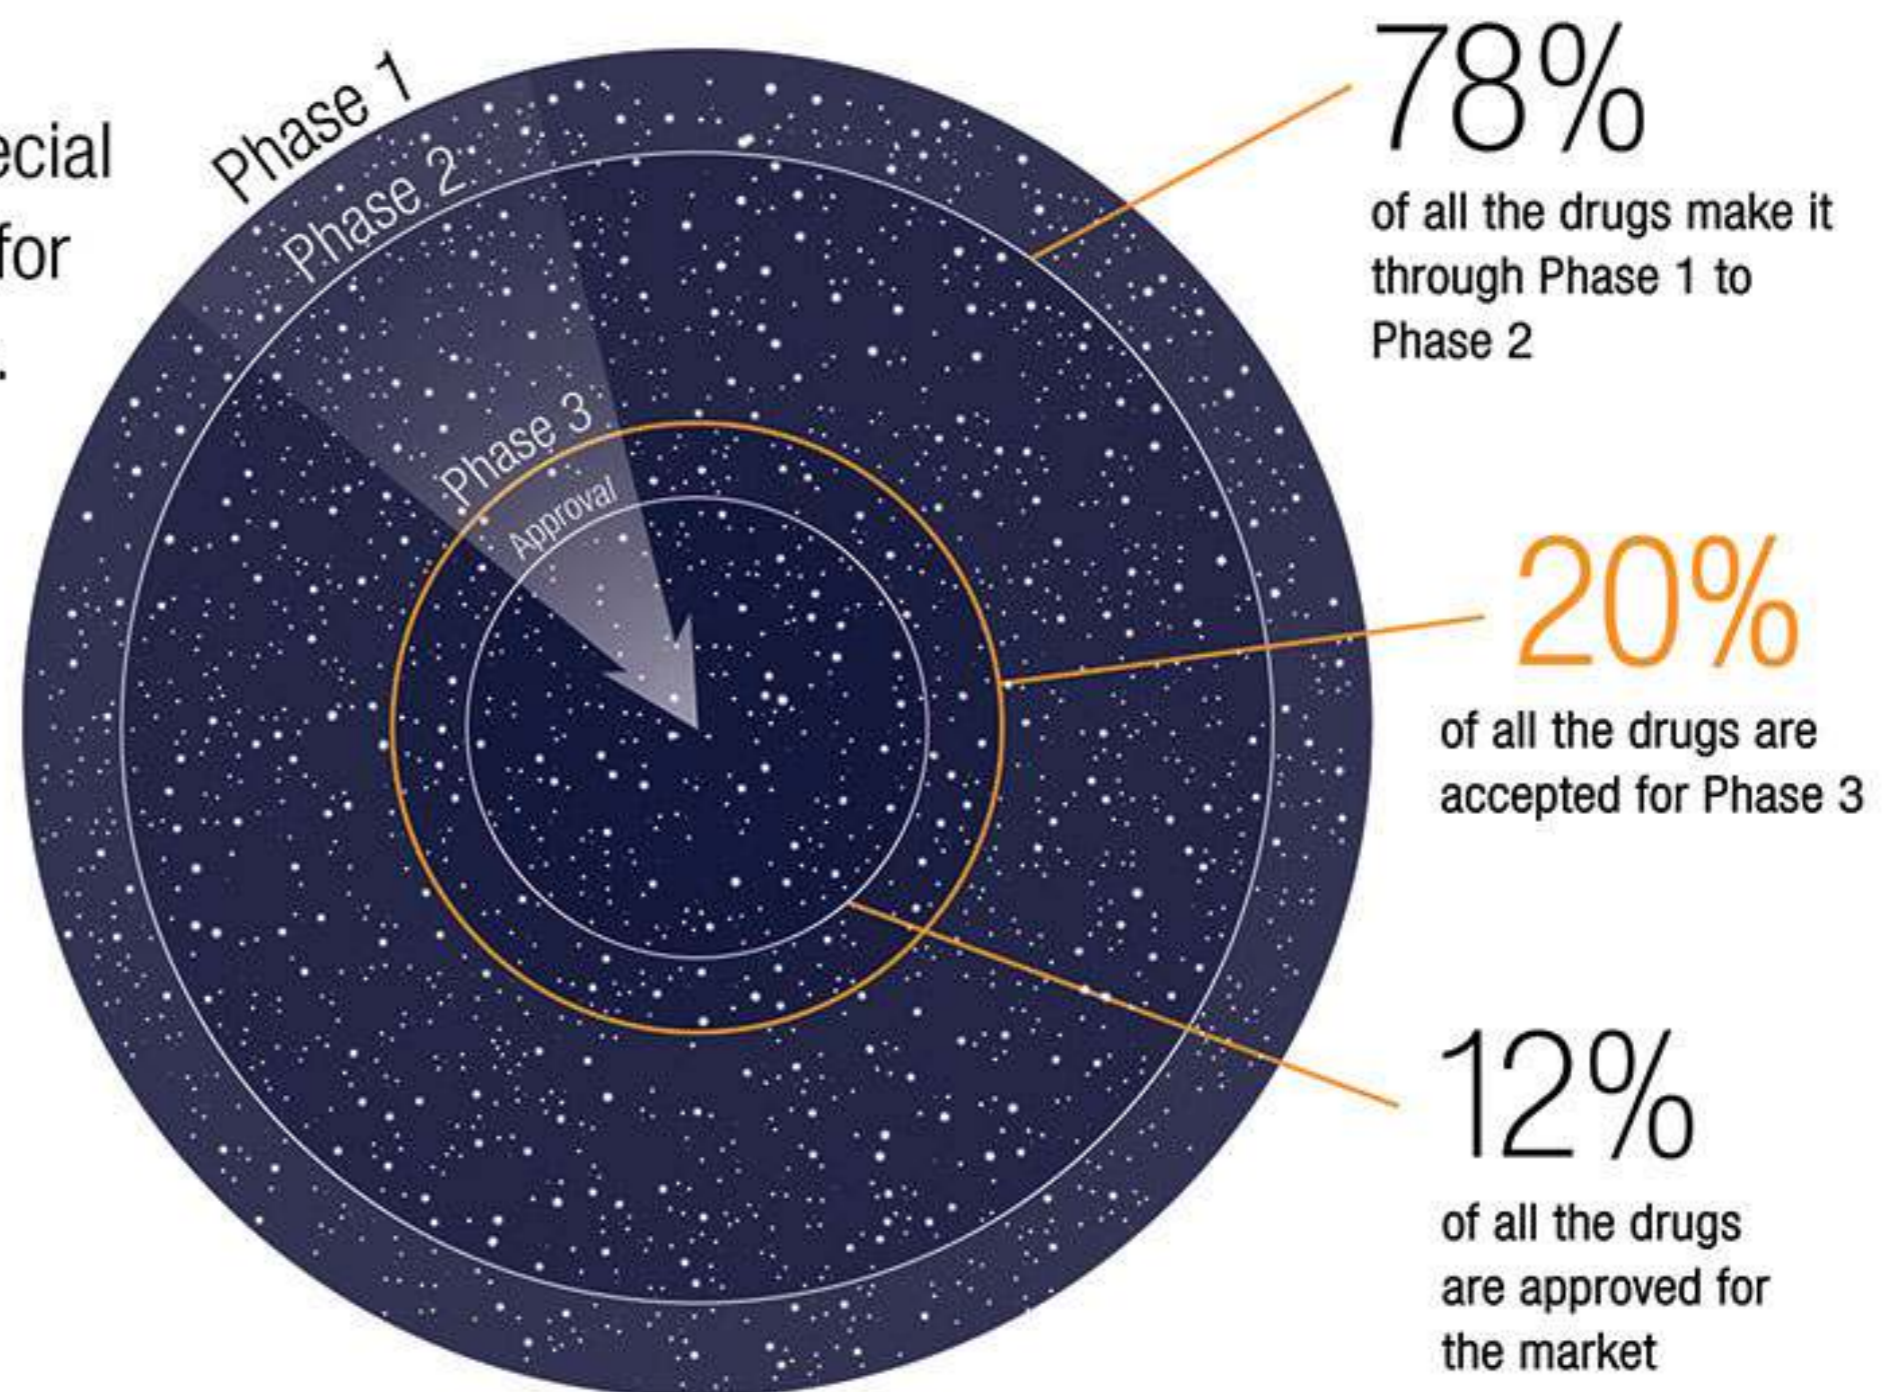 for
.
Phase 1
Phase 2
Phase 3
Approval
78%
of all the drugs make it
through Phase 1 to
Phase 2
20%
of all the drugs are
accepted for Phase 3
12%
of all the drugs
are approved for
the market